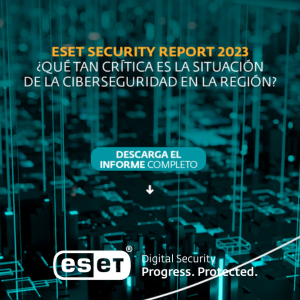 ESET SECURITY REPORT 2023
¿QUÉ TAN CRÍTICA ES LA SITUACIÓN
DE LA CIBERSEGURIDAD EN LA REGIÓN?
DESCARGA EL
INFORME COMPLETO
eset®
Digital Security
Progress. Protected.